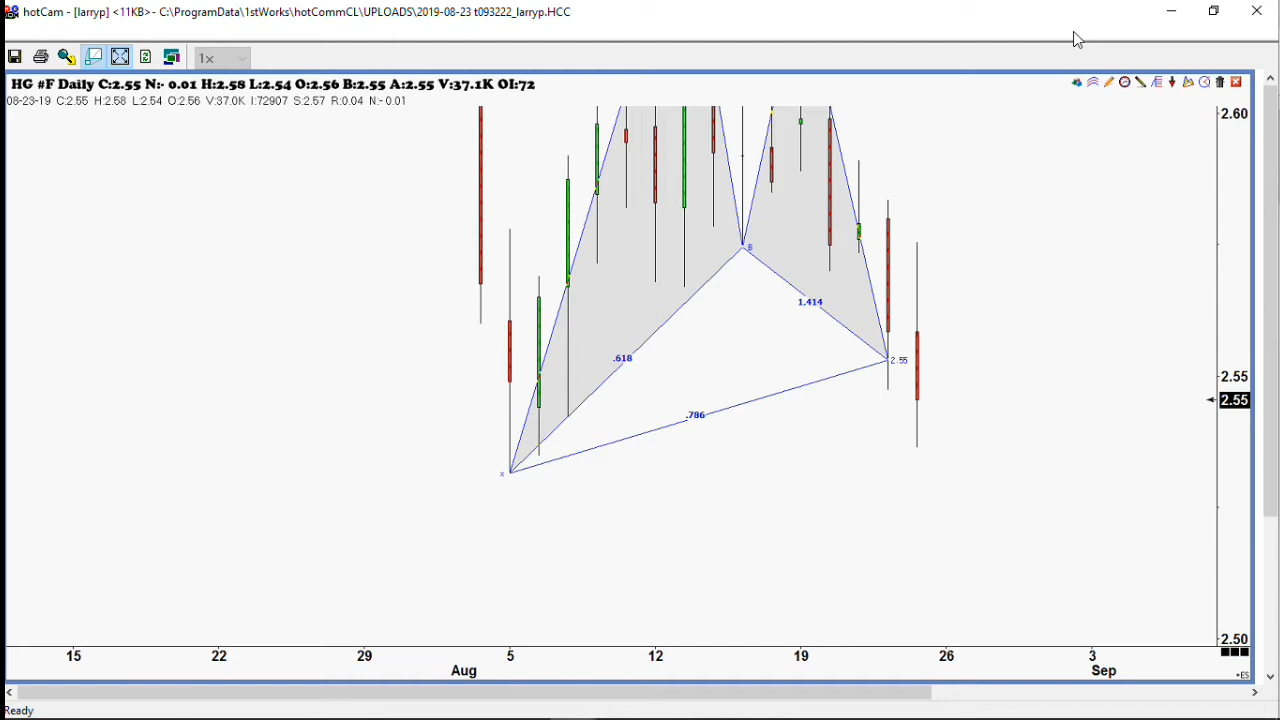 hotCam - [larryp] <11KB>- C:\ProgramData\1stWorks\hotCommCL\UPLOADS\2019-08-23 t093222_larryp.HCC
1x
HG #F Daily C:2.55 N:- 0.01 H:2.58 L:2.54 O:2.56 B:2.55 A:2.55 V:37.1K OI:72
08-23-19 C:2.55 H:2.58 L:2.54 O:2.56 V:37.0K I:72907 S:2.57 R:0.04 N:-0.01
2.60
B
1.414
.618
2.55
2.55
2.55
.786
X
2.50
15 22 29 5 12 19 26 3
Aug Sep
+ES
Ready